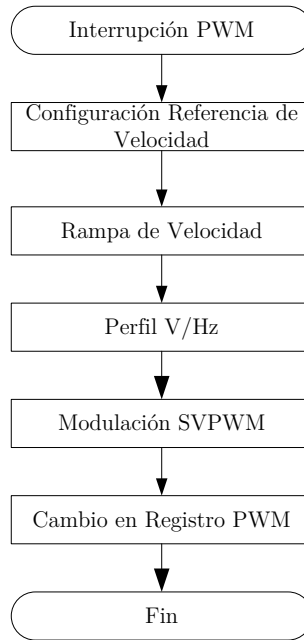 Interrupción PWM
Configuración Referencia de
Velocidad
Rampa de Velocidad
Perfil V/Hz
Modulación SVPWM
Cambio en Registro PWM
Fin